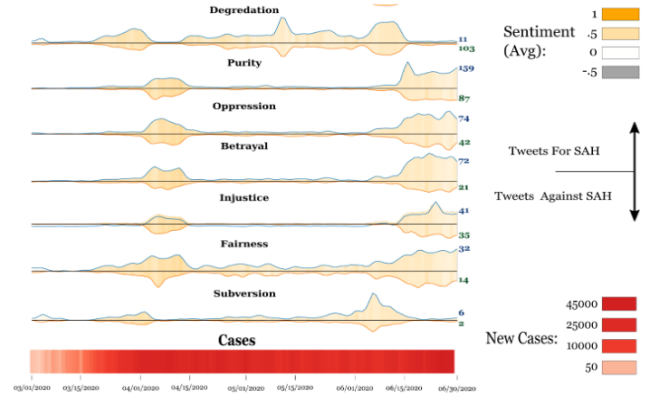 Degredation
11
103
Purity
159
87
Oppression
74
42
Betrayal
72
21
Injustice
41
35
Fairness
32
14
Subversion
6
2
Cases
03/01/2020 03/15/2020 04/01/2020 04/15/2020 05/01/2020 05/15/2020 06/01/2020 06/15/2020 06/30/2020
Sentiment
(Avg):
1
.5
0
-.5
Tweets For SAH
Tweets Against SAH
New Cases:
45000
25000
10000
50